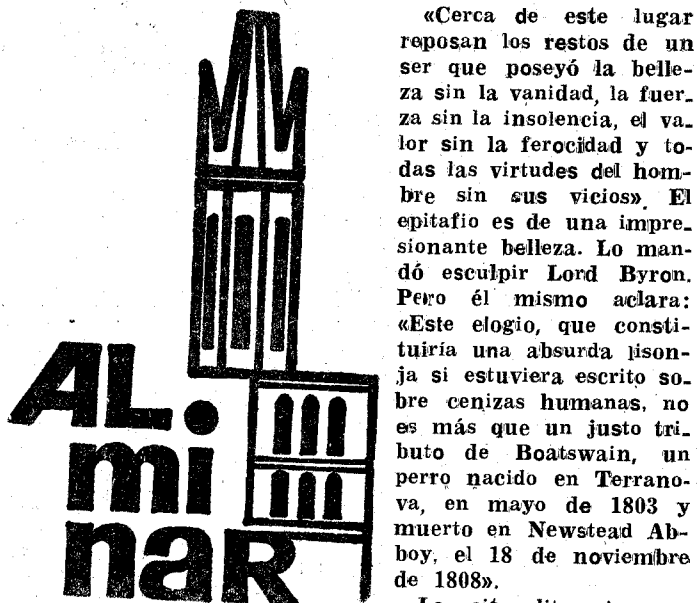 AL.
mi
naR
«Cerca de este lugar
reposan los restos de un
ser que poseyó la belle-
za sin la vanidad, la fuer-
za sin la insolencia, el va-
lor sin la ferocidad y to-
das las virtudes del hom-
bre sin sus vicios». El
epitafio es de una impre-
sionante belleza. Lo man-
dó esculpir Lord Byron.
Pero él mismo aclara:
«Este elogio, que consti-
tuiría una absurda lison-
ja si estuviera escrito so-
bre cenizas humanas, no
es más que un justo tri-
buto de Boatswain, un
perro nacido en Terrano-
va, en mayo de 1803 y
muerto en Newstead Ab-
boy, el 18 de noviembre
de 1808».